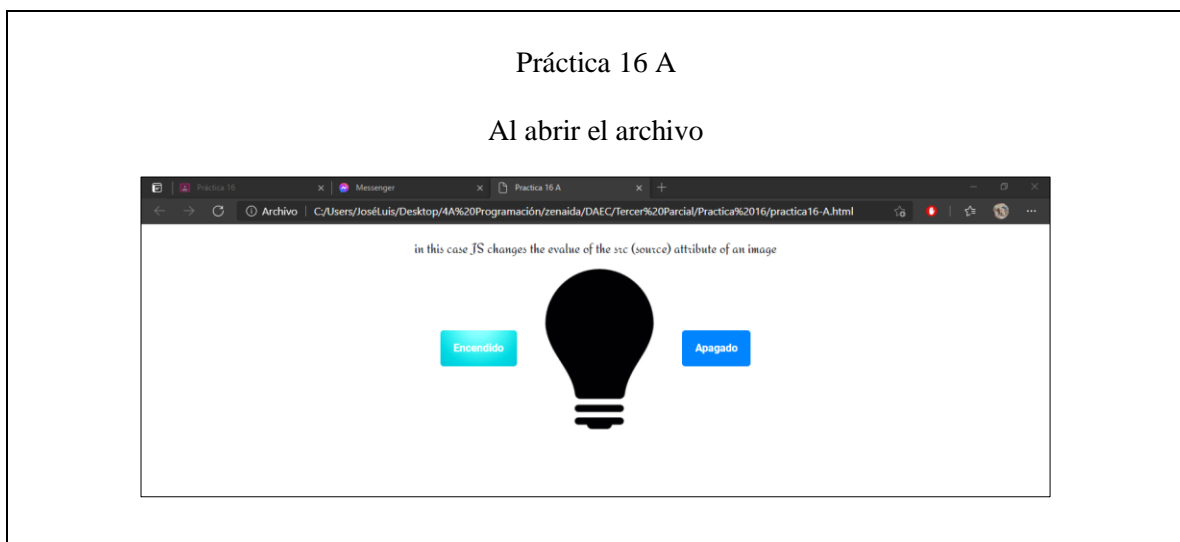 Práctica 16 A
Al abrir el archivo
Práctica 16
Messenger
Practica 16 A
Archivo
C:/Users/JoséLuis/Desktop/4A%20Programación/zenaida/DAEC/Tercer%20Parcial/Practica%2016/practica16-A.html
in this case JS changes the evalue of the src (source) attribute of an image
Encendido
Apagado